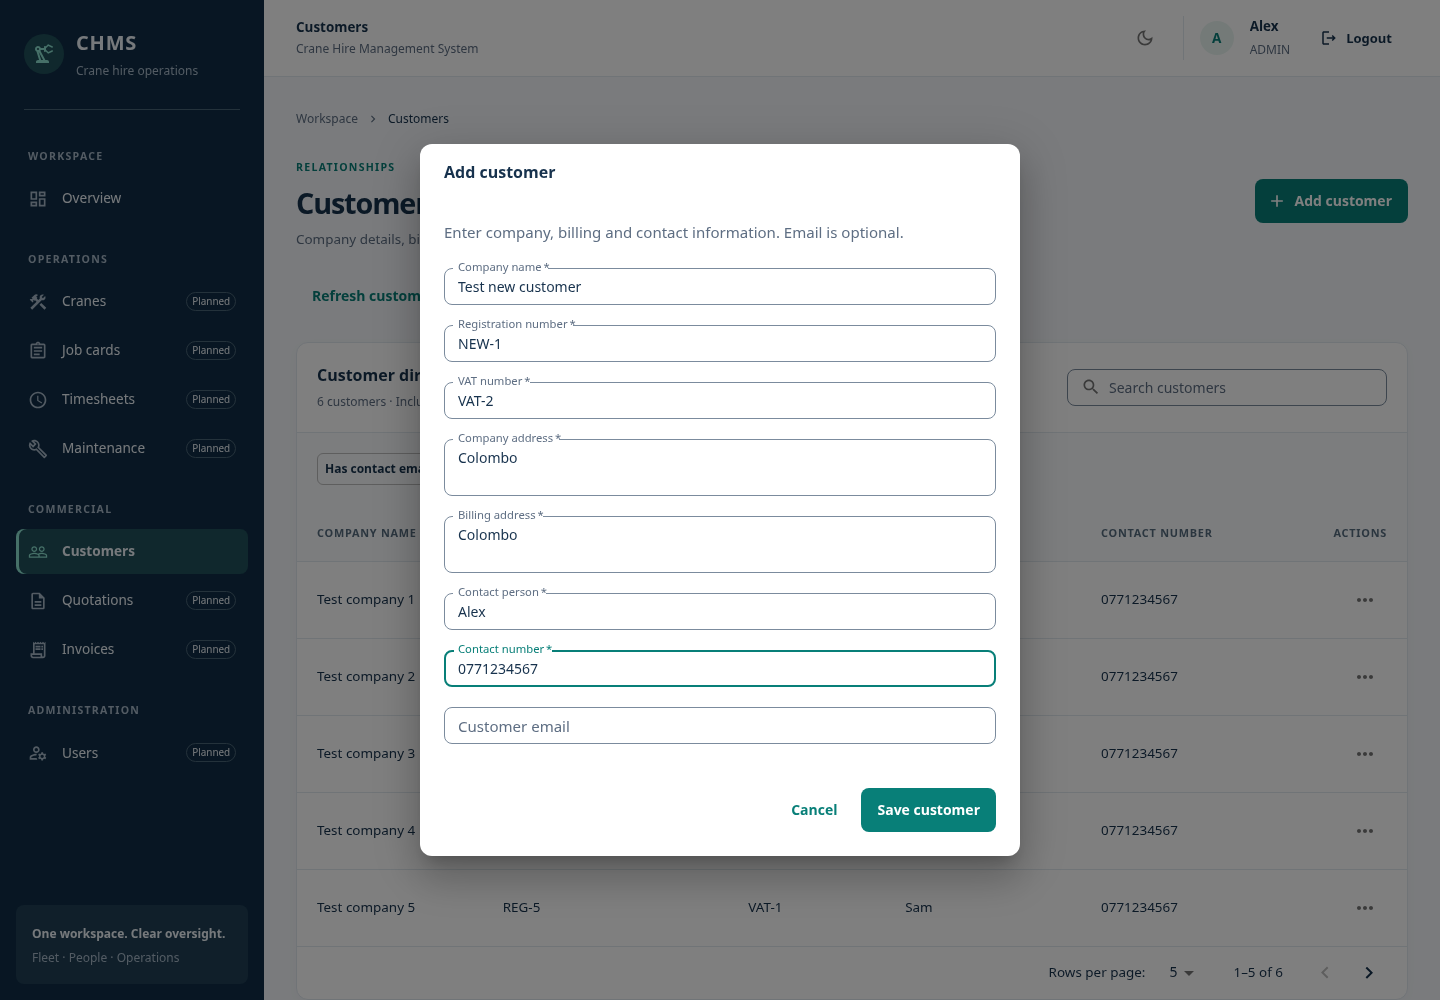 CHMS
Crane hire operations
WORKSPACE
Overview
OPERATIONS
Cranes Planned
Job cards Planned
Timesheets Planned
Maintenance Planned
COMMERCIAL
Customers
Quotations Planned
Invoices Planned
ADMINISTRATION
Users Planned
One workspace. Clear oversight.
Fleet · People · Operations
Customers
Crane Hire Management System
A
Alex
ADMIN
Logout
Workspace > Customers
RELATIONSHIPS
Company details,
Add customer
Refresh
Customer
6 customers ·
Search customers
Has contact
COMPANY NAME CONTACT NUMBER ACTIONS
Test company 1 0771234567
Test company 2 0771234567
Test company 3 0771234567
Test company 4 0771234567
Test company 5 REG-5 VAT-1 Sam 0771234567
Rows per page: 5 1–5 of 6
Add customer
Enter company, billing and contact information. Email is optional.
Company name *
Test new customer
Registration number *
NEW-1
VAT number *
VAT-2
Company address *
Colombo
Billing address *
Colombo
Contact person *
Alex
Contact number *
0771234567
Customer email
Cancel
Save customer